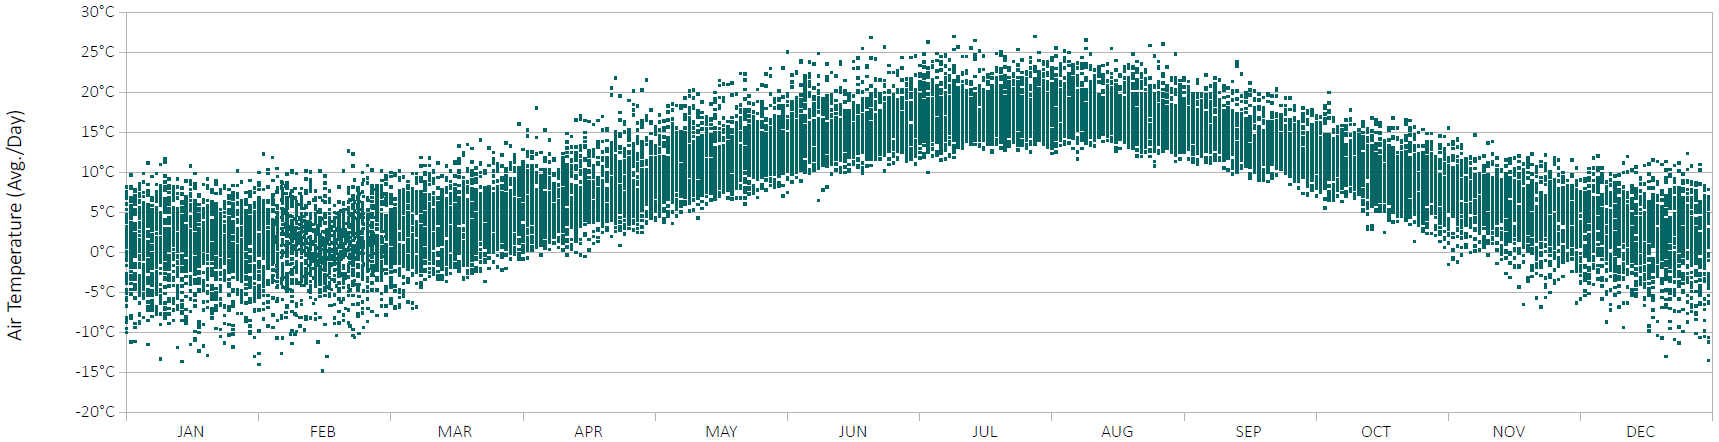 30°C
25°C
20°C
15°C
10°C
5°C
0°C
-5°C
-10°C
-15°C
-20°C
Air Temperature (Avg./Day)
JAN FEB MAR APR MAY JUN JUL AUG SEP OCT NOV DEC